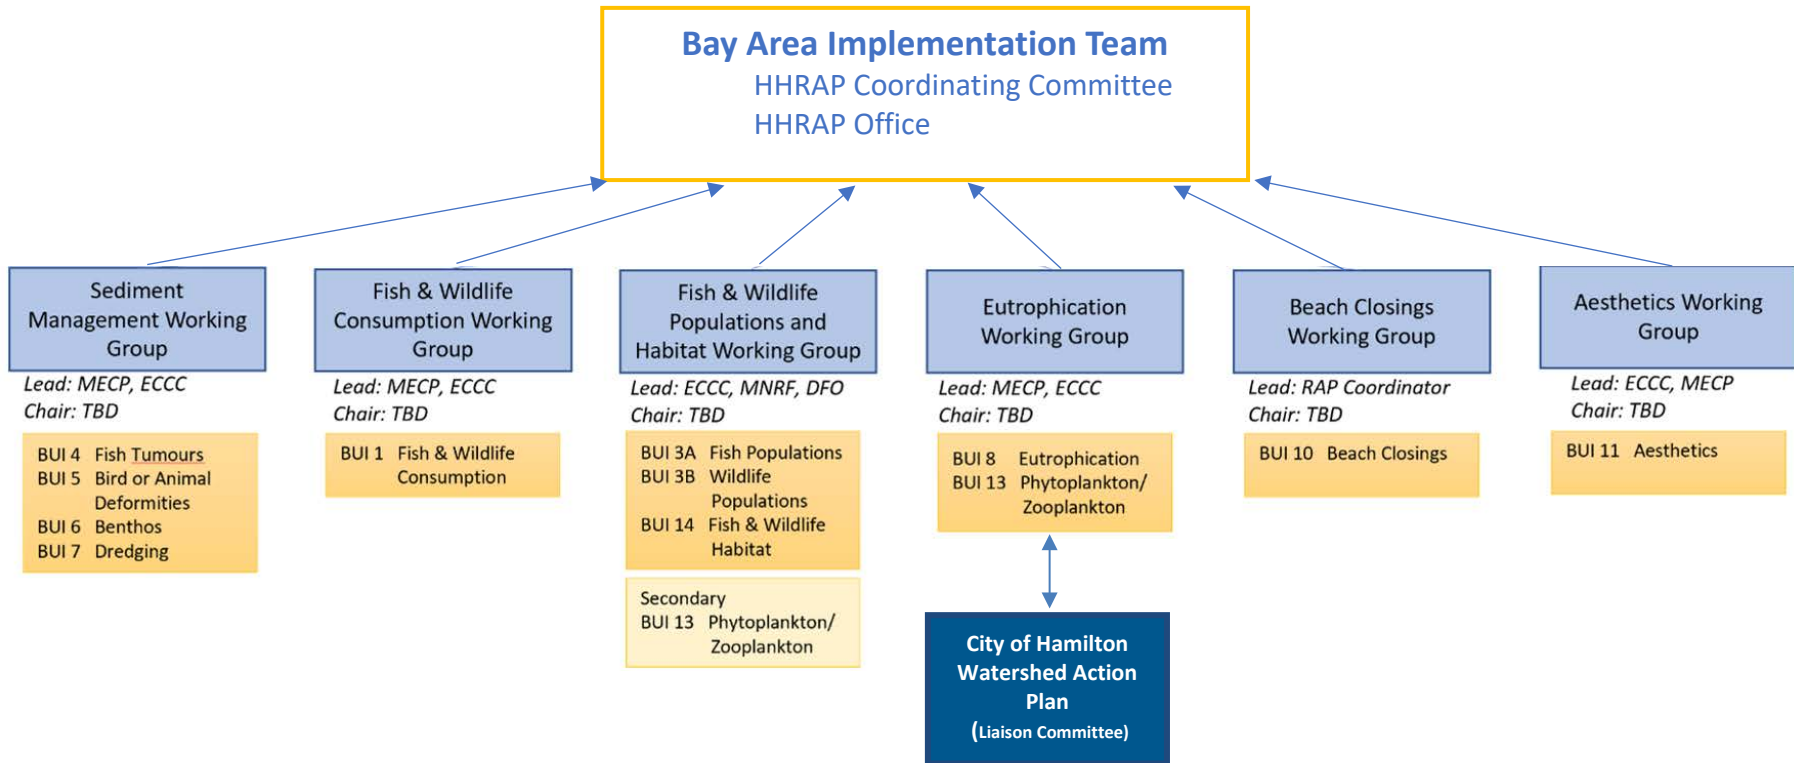 Bay Area Implementation Team
HHRAP Coordinating Committee
HHRAP Office
Sediment
Management Working
Group
Lead: MECP, ECCC
Chair: TBD
BUI 4 Fish Tumours
BUI 5 Bird or Animal
Deformities
BUI 6 Benthos
BUI 7 Dredging
Fish & Wildlife
Consumption Working
Group
Lead: MECP, ECCC
Chair: TBD
BUI 1 Fish & Wildlife
Consumption
Fish & Wildlife
Populations and
Habitat Working Group
Lead: ECCC, MNRF, DFO
Chair: TBD
BUI 3A Fish Populations
BUI 3B Wildlife
Populations
BUI 14 Fish & Wildlife
Habitat
Secondary
BUI 13 Phytoplankton/
Zooplankton
Eutrophication
Working Group
Lead: MECP, ECCC
Chair: TBD
BUI 8 Eutrophication
BUI 13 Phytoplankton/
Zooplankton
City of Hamilton
Watershed Action
Plan
(Liaison Committee)
Beach Closings
Working Group
Lead: RAP Coordinator
Chair: TBD
BUI 10 Beach Closings
Aesthetics Working
Group
Lead: ECCC, MECP
Chair: TBD
BUI 11 Aesthetics